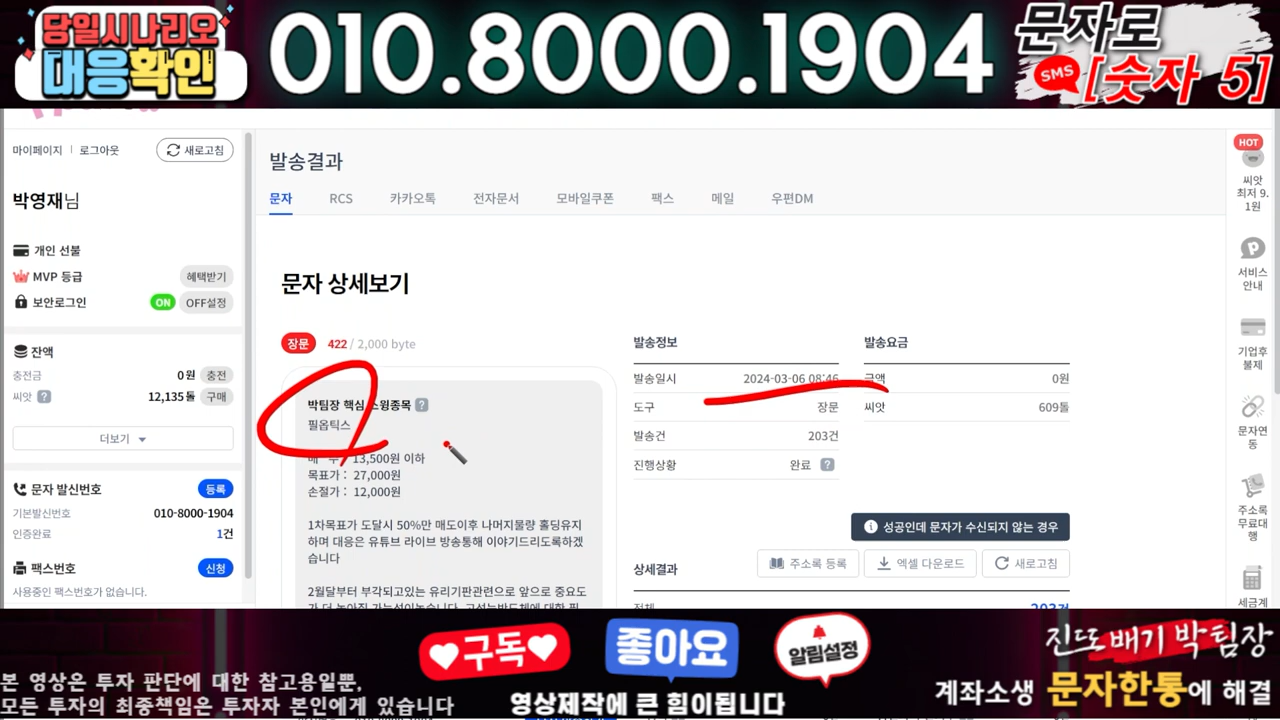 당일시나리오
대응확인
010.8000.1904
문자로
SMS [숫자 5]
마이페이지 | 로그아웃
새로고침
박영재님
개인 선불
MVP 등급
혜택받기
보안로그인
ON
OFF설정
잔액
충전금
0원
충전
씨앗 ?
12,135톨
구매
더보기
문자 발신번호
등록
기본발신번호
010-8000-1904
인증완료
1건
팩스번호
신청
사용중인 팩스번호가 없습니다.
발송결과
문자
RCS
카카오톡
전자문서
모바일쿠폰
팩스
메일
우편DM
문자 상세보기
장문
422 / 2,000 byte
박팀장 핵심 스윙종목 ?
필옵틱스
매 수 : 13,500원 이하
목표가 : 27,000원
손절가 : 12,000원
1차목표가 도달시 50%만 매도이후 나머지물량 홀딩유지
하며 대응은 유튜브 라이브 방송통해 이야기드리도록하겠
습니다
2월달부터 부각되고있는 유리기판관련으로 앞으로 중요도
발송정보
발송일시
2024-03-06 08:46
도구
장문
발송건
203건
진행상황
완료 ?
발송요금
금액
0원
씨앗
609톨
성공인데 문자가 수신되지 않는 경우
상세결과
주소록 등록
엑셀 다운로드
새로고침
전체
203건
HOT
씨앗
최저 9.
1원
서비스
안내
기업후
불제
문자연
동
주소록
무료대
행
세금계
구독
좋아요
알림설정
영상제작에 큰 힘이됩니다
본 영상은 투자 판단에 대한 참고용일뿐,
모든 투자의 최종책임은 투자자 본인에게 있습니다
진또배기 박팀장
계좌소생 문자한통에 해결